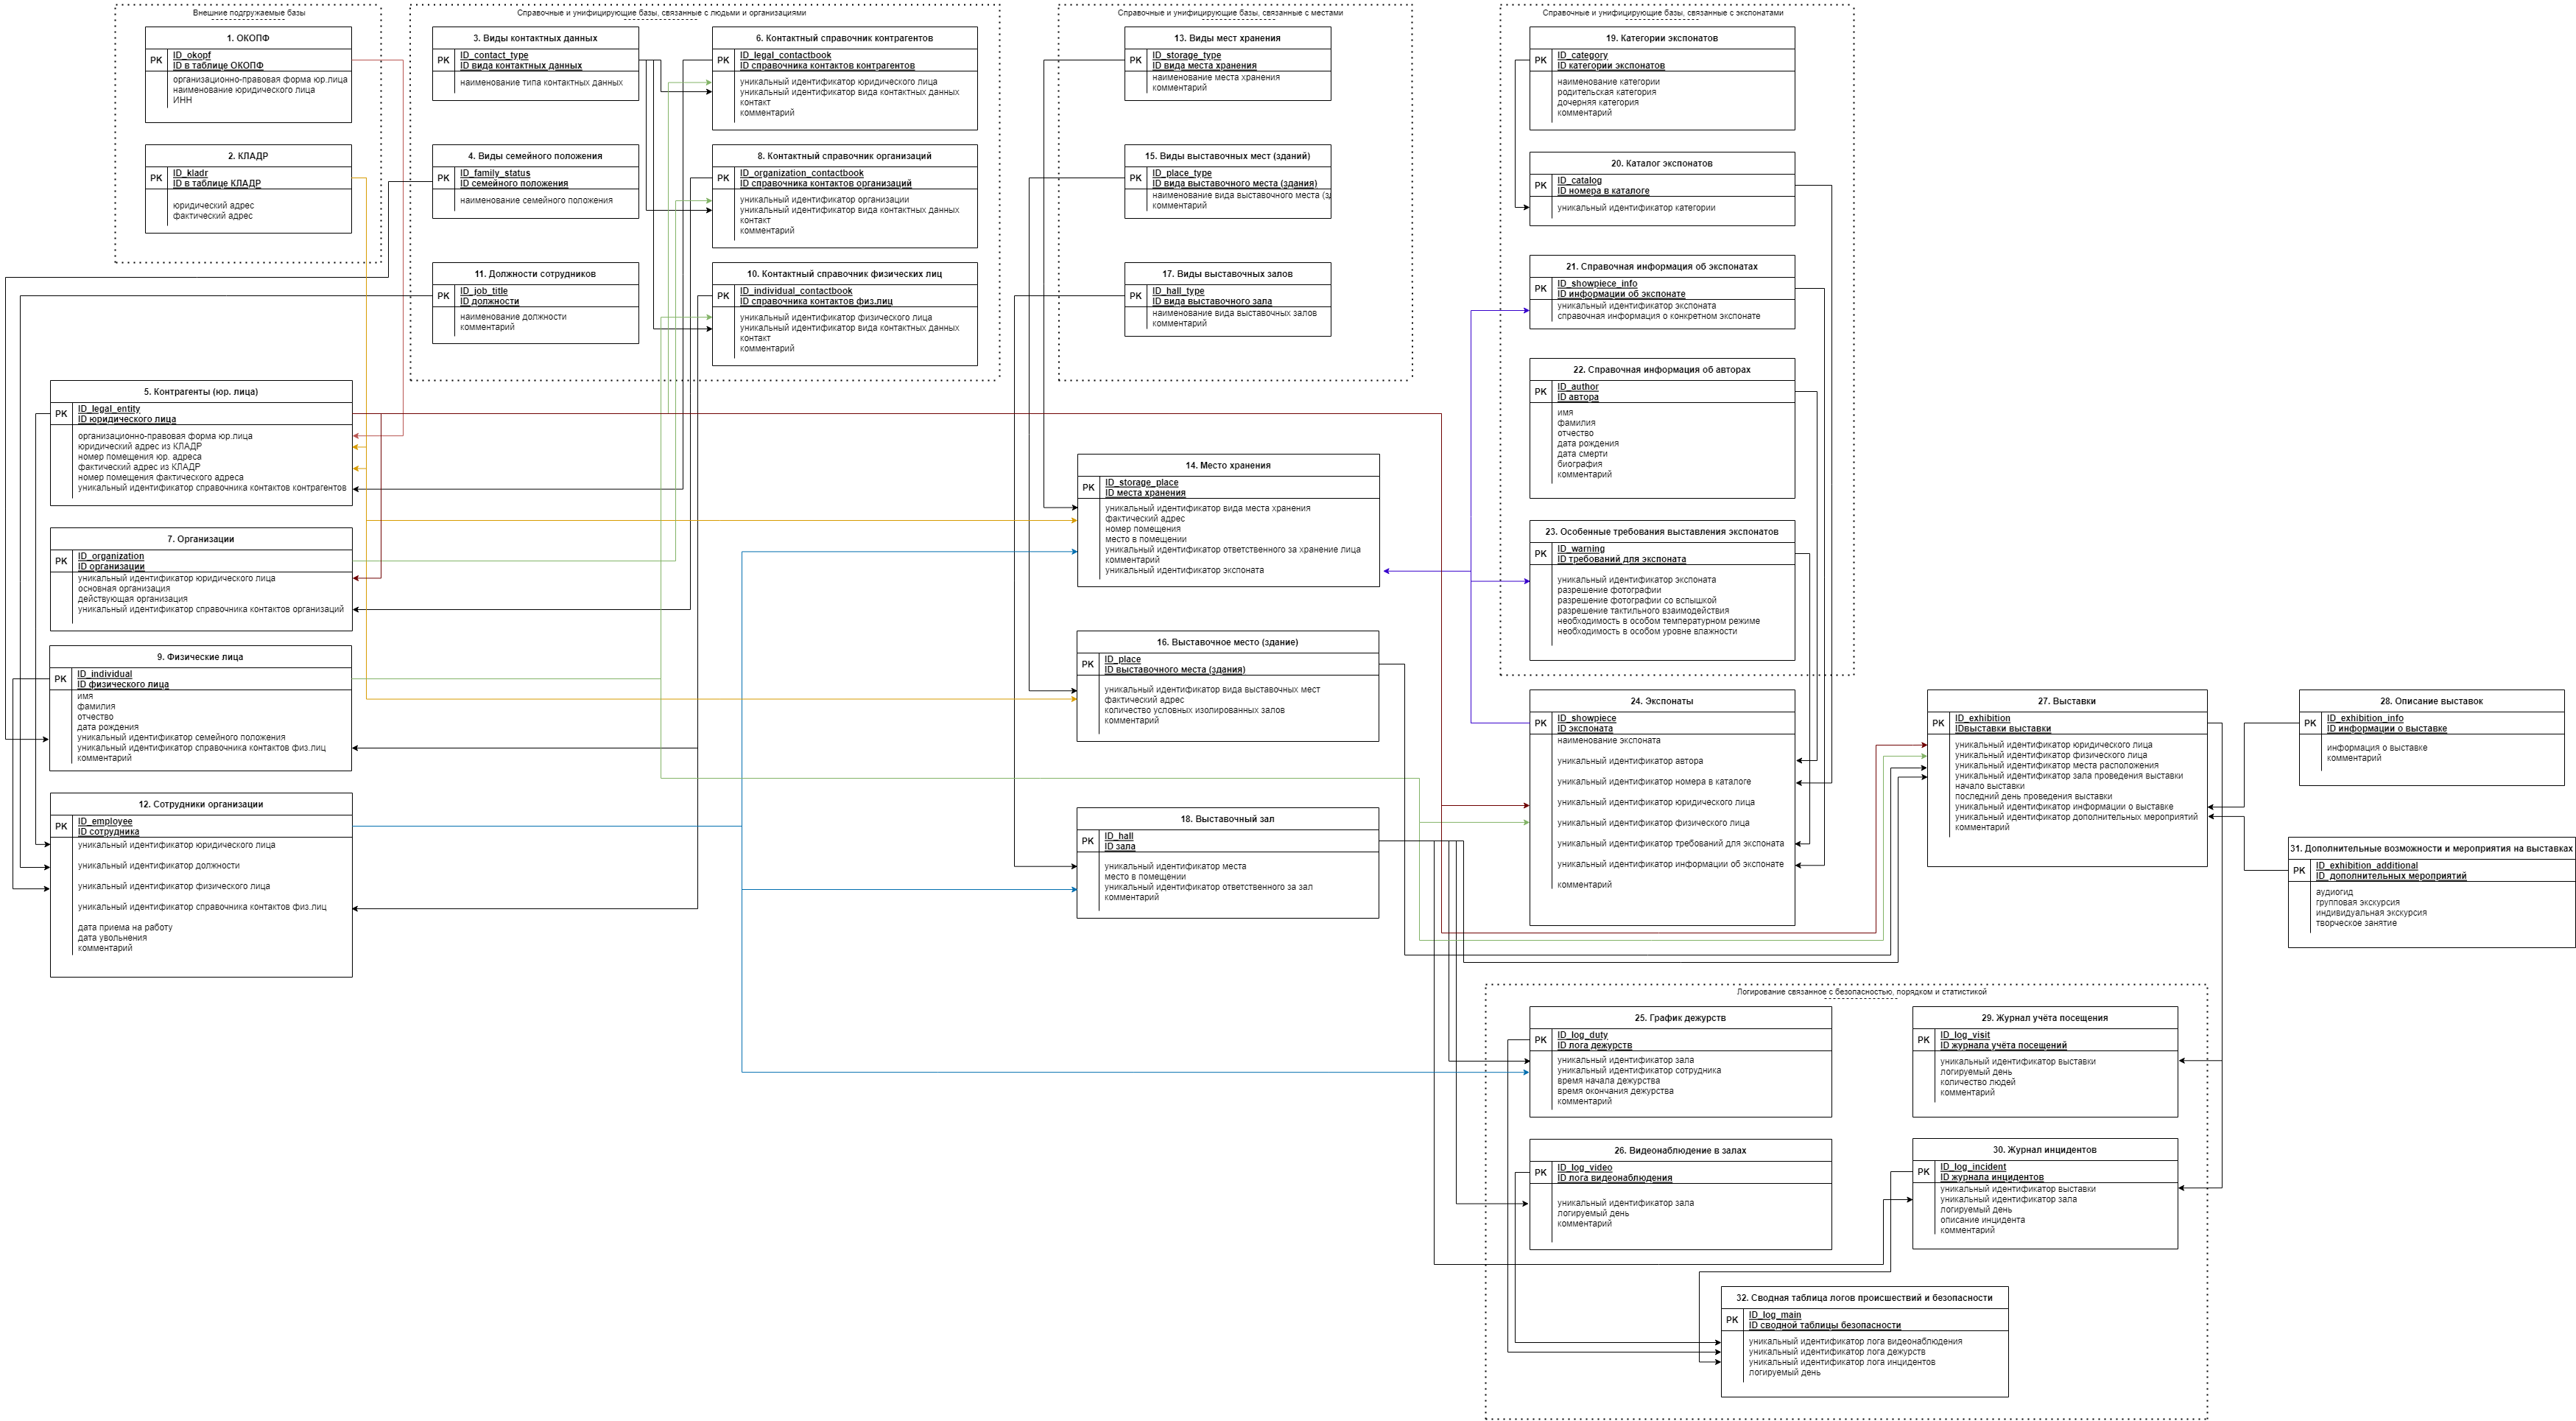 Внешние подгружаемые базы
1. ОКОПФ
PK
ID_okopf
ID в таблице ОКОПФ
организационно-правовая форма юр.лица
наименование юридического лица
ИНН
2. КЛАДР
PK
ID_kladr
ID в таблице КЛАДР
юридический адрес
фактический адрес
Справочные и унифицирующие базы, связанные с людьми и организациями
3. Виды контактных данных
PK
ID_contact_type
ID вида контактных данных
наименование типа контактных данных
4. Виды семейного положения
PK
ID_family_status
ID семейного положения
наименование семейного положения
11. Должности сотрудников
PK
ID_job_title
ID должности
наименование должности
комментарий
6. Контактный справочник контрагентов
PK
ID_legal_contactbook
ID справочника контактов контрагентов
уникальный идентификатор юридического лица
уникальный идентификатор вида контактных данных
контакт
комментарий
8. Контактный справочник организаций
PK
ID_organization_contactbook
ID справочника контактов организаций
уникальный идентификатор организации
уникальный идентификатор вида контактных данных
контакт
комментарий
10. Контактный справочник физических лиц
PK
ID_individual_contactbook
ID справочника контактов физ.лиц
уникальный идентификатор физического лица
уникальный идентификатор вида контактных данных
контакт
комментарий
Справочные и унифицирующие базы, связанные с местами
13. Виды мест хранения
PK
ID_storage_type
ID вида места хранения
наименование места хранения
комментарий
15. Виды выставочных мест (зданий)
PK
ID_place_type
ID вида выставочного места (здания)
наименование вида выставочного места (з
комментарий
17. Виды выставочных залов
PK
ID_hall_type
ID вида выставочного зала
наименование вида выставочных залов
комментарий
Справочные и унифицирующие базы, связанные с экспонатами
19. Категории экспонатов
PK
ID_category
ID категории экспонатов
наименование категории
родительская категория
дочерняя категория
комментарий
20. Каталог экспонатов
PK
ID_catalog
ID номера в каталоге
уникальный идентификатор категории
21. Справочная информация об экспонатах
PK
ID_showpiece_info
ID информации об экспонате
уникальный идентификатор экспоната
справочная информация о конкретном экспонате
22. Справочная информация об авторах
PK
ID_author
ID автора
имя
фамилия
отчество
дата рождения
дата смерти
биография
комментарий
23. Особенные требования выставления экспонатов
PK
ID_warning
ID требований для экспоната
уникальный идентификатор экспоната
разрешение фотографии
разрешение фотографии со вспышкой
разрешение тактильного взаимодействия
необходимость в особом температурном режиме
необходимость в особом уровне влажности
5. Контрагенты (юр. лица)
PK
ID_legal_entity
ID юридического лица
организационно-правовая форма юр.лица
юридический адрес из КЛАДР
номер помещения юр. адреса
фактический адрес из КЛАДР
номер помещения фактического адреса
уникальный идентификатор справочника контактов контрагентов
7. Организации
PK
ID_organization
ID организации
уникальный идентификатор юридического лица
основная организация
действующая организация
уникальный идентификатор справочника контактов организаций
9. Физические лица
PK
ID_individual
ID физического лица
имя
фамилия
отчество
дата рождения
уникальный идентификатор семейного положения
уникальный идентификатор справочника контактов физ.лиц
комментарий
12. Сотрудники организации
PK
ID_employee
ID сотрудника
уникальный идентификатор юридического лица
уникальный идентификатор должности
уникальный идентификатор физического лица
уникальный идентификатор справочника контактов физ.лиц
дата приема на работу
дата увольнения
комментарий
14. Место хранения
PK
ID_storage_place
ID места хранения
уникальный идентификатор вида места хранения
фактический адрес
номер помещения
место в помещении
уникальный идентификатор ответственного за хранение лица
комментарий
уникальный идентификатор экспоната
16. Выставочное место (здание)
PK
ID_place
ID выставочного места (здания)
уникальный идентификатор вида выставочных мест
фактический адрес
количество условных изолированных залов
комментарий
18. Выставочный зал
PK
ID_hall
ID зала
уникальный идентификатор места
место в помещении
уникальный идентификатор ответственного за зал
комментарий
24. Экспонаты
PK
ID_showpiece
ID экспоната
наименование экспоната
уникальный идентификатор автора
уникальный идентификатор номера в каталоге
уникальный идентификатор юридического лица
уникальный идентификатор физического лица
уникальный идентификатор требований для экспоната
уникальный идентификатор информации об экспонате
комментарий
27. Выставки
PK
ID_exhibition
IDвыставки выставки
уникальный идентификатор юридического лица
уникальный идентификатор физического лица
уникальный идентификатор места расположения
уникальный идентификатор зала проведения выставки
начало выставки
последний день проведения выставки
уникальный идентификатор информации о выставке
уникальный идентификатор дополнительных мероприятий
комментарий
28. Описание выставок
PK
ID_exhibition_info
ID информации о выставке
информация о выставке
комментарий
31. Дополнительные возможности и мероприятия на выставках
PK
ID_exhibition_additional
ID_дополнительных мероприятий
аудиогид
групповая экскурсия
индивидуальная экскурсия
творческое занятие
Логирование связанное с безопасностью, порядком и статистикой
25. График дежурств
PK
ID_log_duty
ID лога дежурств
уникальный идентификатор зала
уникальный идентификатор сотрудника
время начала дежурства
время окончания дежурства
комментарий
29. Журнал учёта посещения
PK
ID_log_visit
ID журнала учёта посещений
уникальный идентификатор выставки
логируемый день
количество людей
комментарий
26. Видеонаблюдение в залах
PK
ID_log_video
ID лога видеонаблюдения
уникальный идентификатор зала
логируемый день
комментарий
30. Журнал инцидентов
PK
ID_log_incident
ID журнала инцидентов
уникальный идентификатор выставки
уникальный идентификатор зала
логируемый день
описание инцидента
комментарий
32. Сводная таблица логов происшествий и безопасности
PK
ID_log_main
ID сводной таблицы безопасности
уникальный идентификатор лога видеонаблюдения
уникальный идентификатор лога дежурств
уникальный идентификатор лога инцидентов
логируемый день